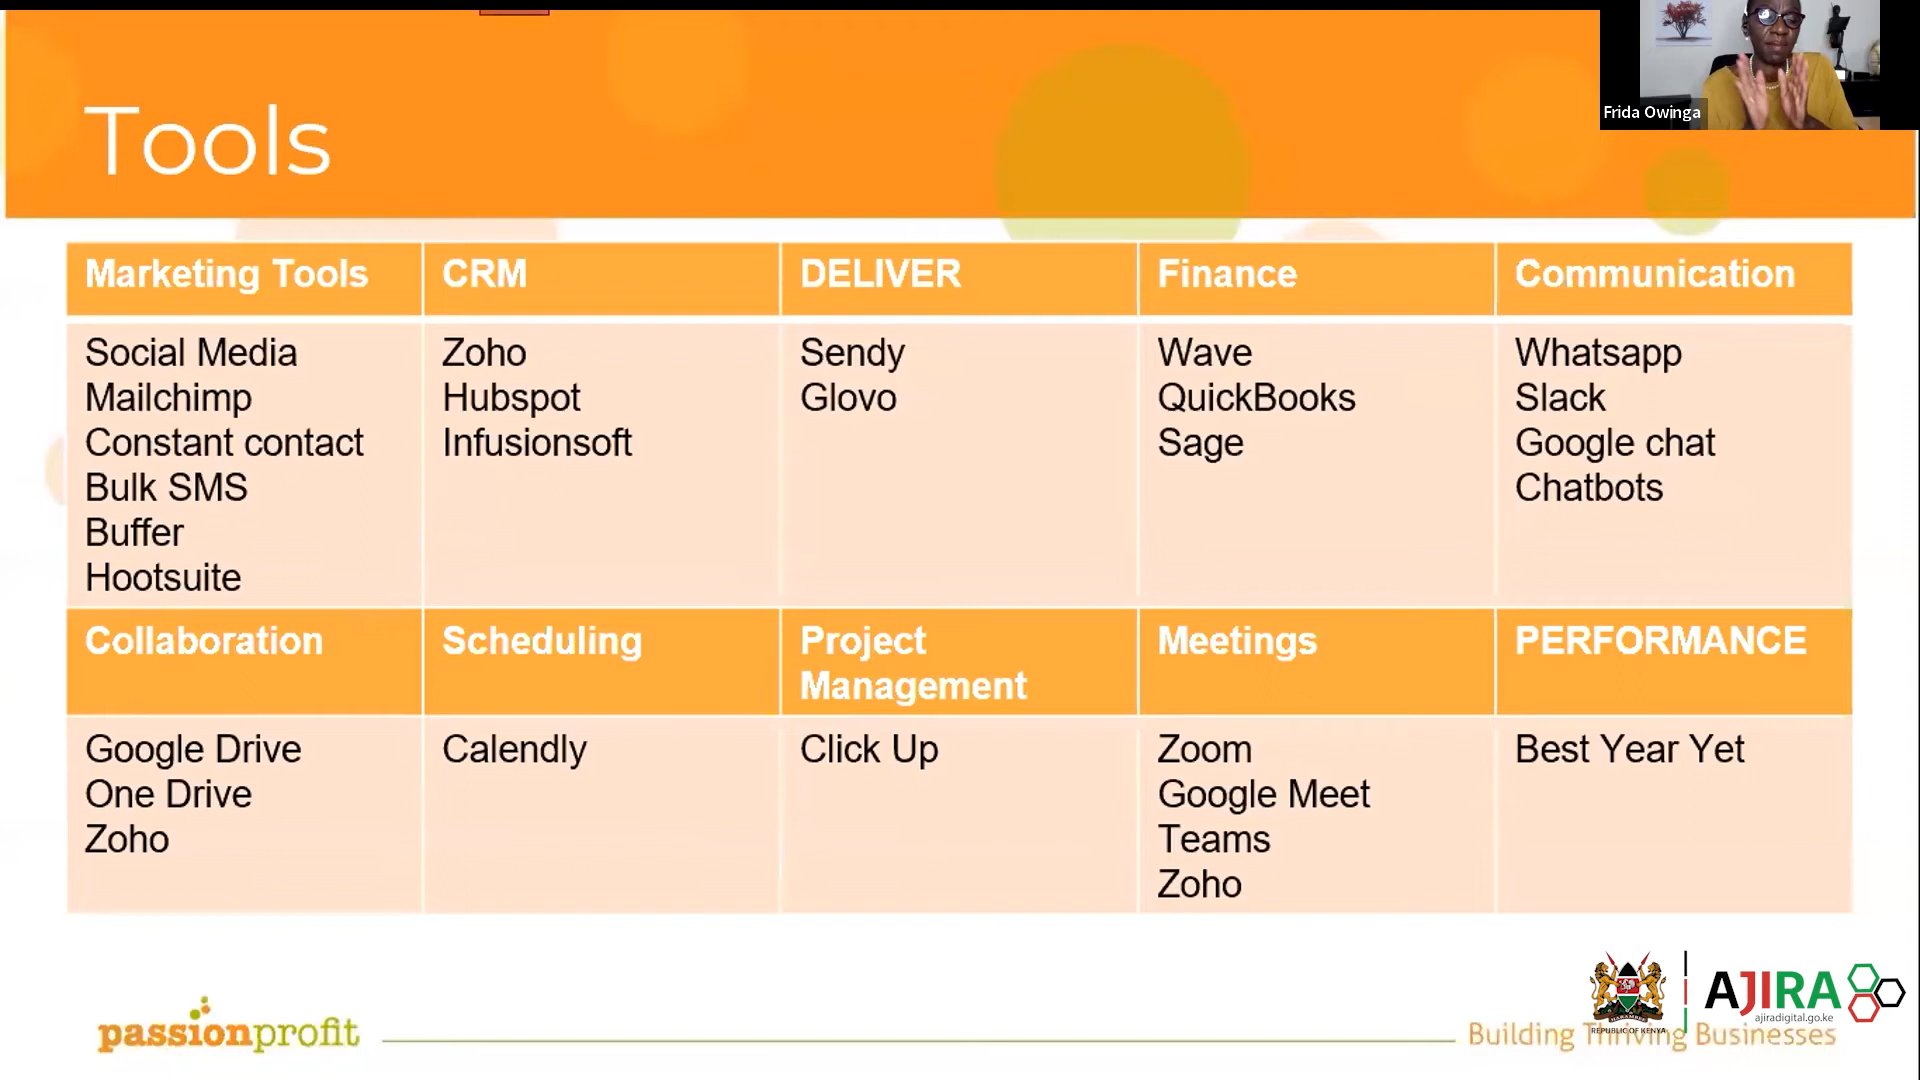 Frida Owinga
Tools
Marketing Tools
CRM
DELIVER
Finance
Communication
Social Media
Mailchimp
Constant contact
Bulk SMS
Buffer
Hootsuite
Zoho
Hubspot
Infusionsoft
Sendy
Glovo
Wave
QuickBooks
Sage
Whatsapp
Slack
Google chat
Chatbots
Collaboration
Scheduling
Project
Management
Meetings
PERFORMANCE
Google Drive
One Drive
Zoho
Calendly
Click Up
Zoom
Google Meet
Teams
Zoho
Best Year Yet
passionprofit
HARAMBEE
REPUBLIC OF KENYA
AJIRA
ajiradigital.go.ke
Building Thriving Businesses